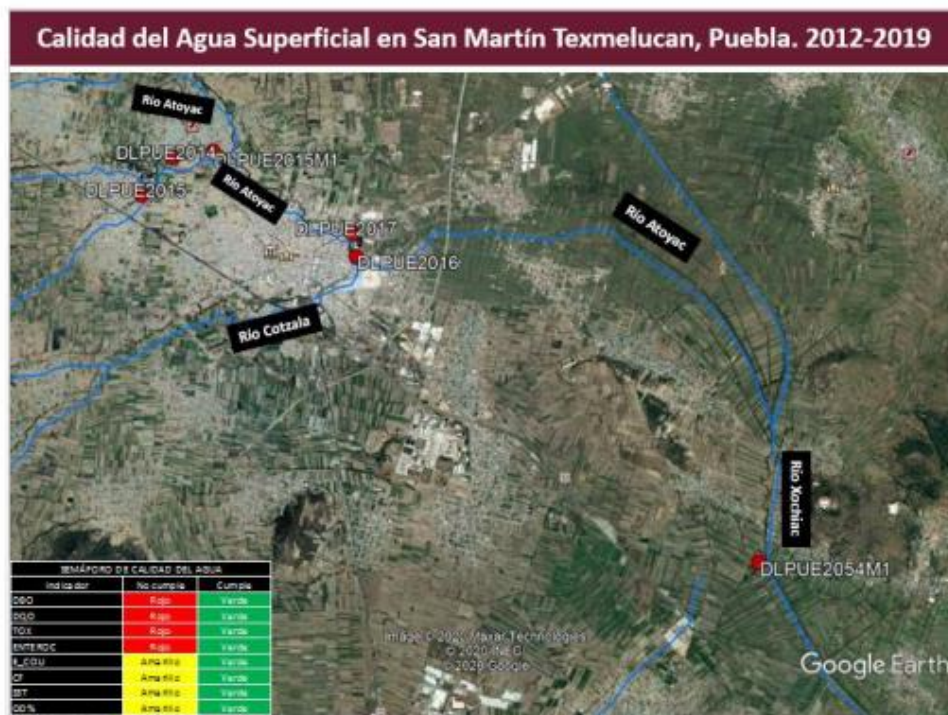 Calidad del Agua Superficial en San Martín Texmelucan, Puebla. 2012-2019
Río Atoyac
DLPUE2014
DLPUE2015M1
DLPUE2015
Río Atoyac
DLPUE2017
DLPUE2016
Río Atoyac
Río Cotzala
Río Xochiac
DLPUE2054M1
SEMÁFORO DE CALIDAD DEL AGUA
Indicador No cumple Cumple
DBO Rojo Verde
DQO Rojo Verde
TOX Rojo Verde
ENTEROC Rojo Verde
E_COLI Amarillo Verde
CF Amarillo Verde
SST Amarillo Verde
OD% Amarillo Verde
Image © 2020 Maxar Technologies
© 2020 INEGI
© 2020 Google
Google Earth